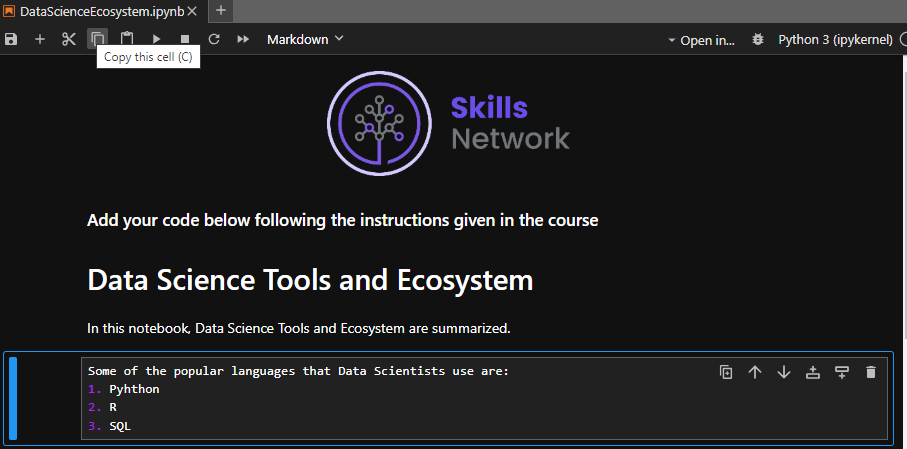 DataScienceEcosystem.ipynb
Markdown
Open in...
Python 3 (ipykernel)
Copy this cell (C)
Skills
Network
Add your code below following the instructions given in the course
Data Science Tools and Ecosystem
In this notebook, Data Science Tools and Ecosystem are summarized.
Some of the popular languages that Data Scientists use are:
1. Pyhthon
2. R
3. SQL